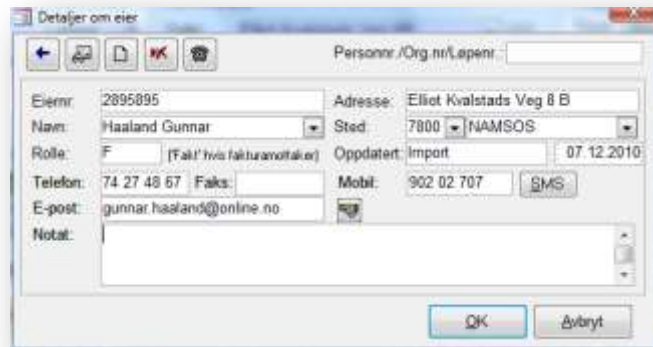 Detaljer om eier
Personnr./Org.nr/Løpenr.:
Eiernr: 2895895 Adresse: Elliot Kvalstads Veg 8 B
Navn: Haaland Gunnar Sted: 7800 NAMSOS
Rolle: F ('Fakt' hvis fakturamottaker) Oppdatert: Import 07.12.2010
Telefon: 74 27 48 67 Faks: Mobil: 902 02 707 SMS
E-post: gunnar.haaland@online.no
Notat:
OK Avbryt